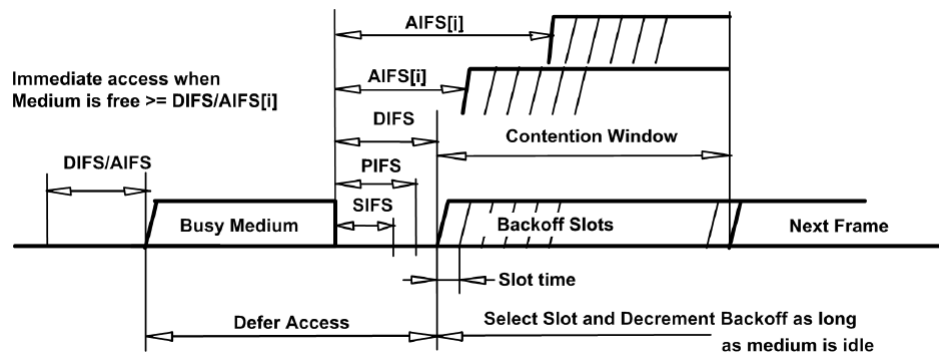 AIFS[i]
Immediate access when
Medium is free >= DIFS/AIFS[i]
AIFS[i]
DIFS
Contention Window
DIFS/AIFS
PIFS
SIFS
Busy Medium
Backoff Slots
Next Frame
Slot time
Defer Access
Select Slot and Decrement Backoff as long
as medium is idle